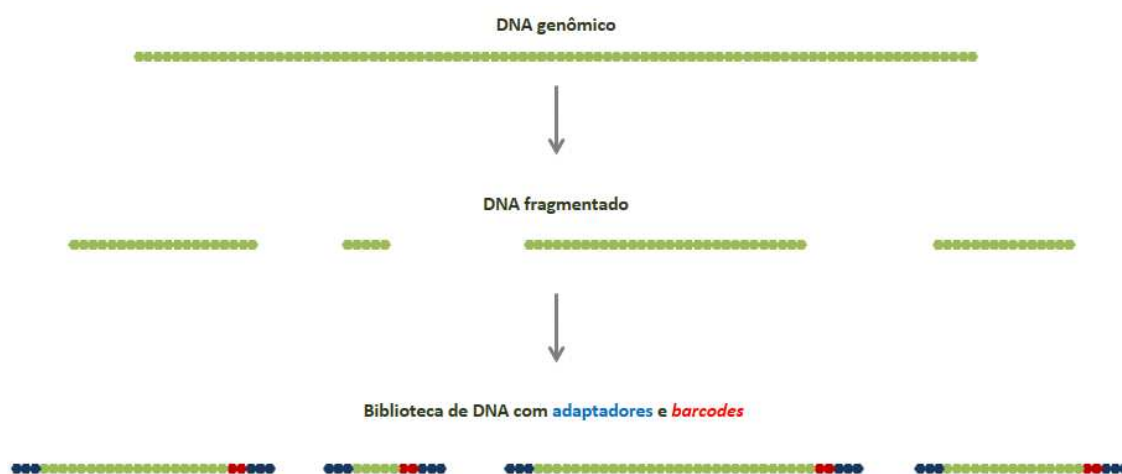 DNA genômico
DNA fragmentado
Biblioteca de DNA com adaptadores e barcodes